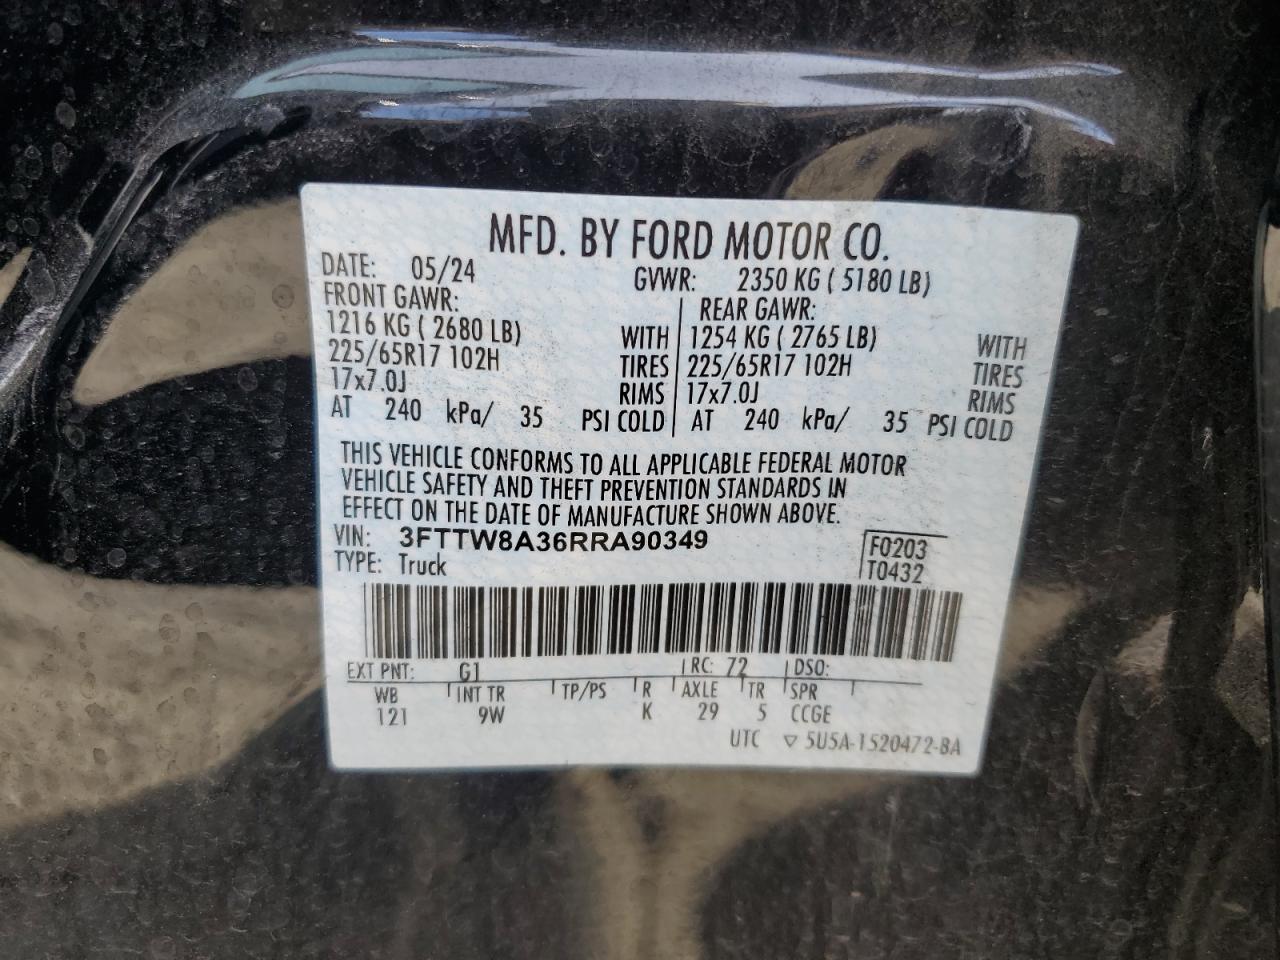 MFD. BY FORD MOTOR CO.
DATE: 05/24 GVWR: 2350 KG ( 5180 LB)
FRONT GAWR: REAR GAWR:
1216 KG ( 2680 LB) WITH 1254 KG ( 2765 LB) WITH
225/65R17 102H TIRES 225/65R17 102H TIRES
17x7.0J RIMS 17x7.0J RIMS
AT 240 kPa/ 35 PSI COLD AT 240 kPa/ 35 PSI COLD
THIS VEHICLE CONFORMS TO ALL APPLICABLE FEDERAL MOTOR
VEHICLE SAFETY AND THEFT PREVENTION STANDARDS IN
EFFECT ON THE DATE OF MANUFACTURE SHOWN ABOVE.
VIN: 3FTTW8A36RRA90349 F0203
TYPE: Truck T0432
EXT PNT: G1 RC: 72 DSO:
WB INT TR TP/PS R AXLE TR SPR
121 9W K 29 5 CCGE
UTC ▽ 5U5A-1520472-BA